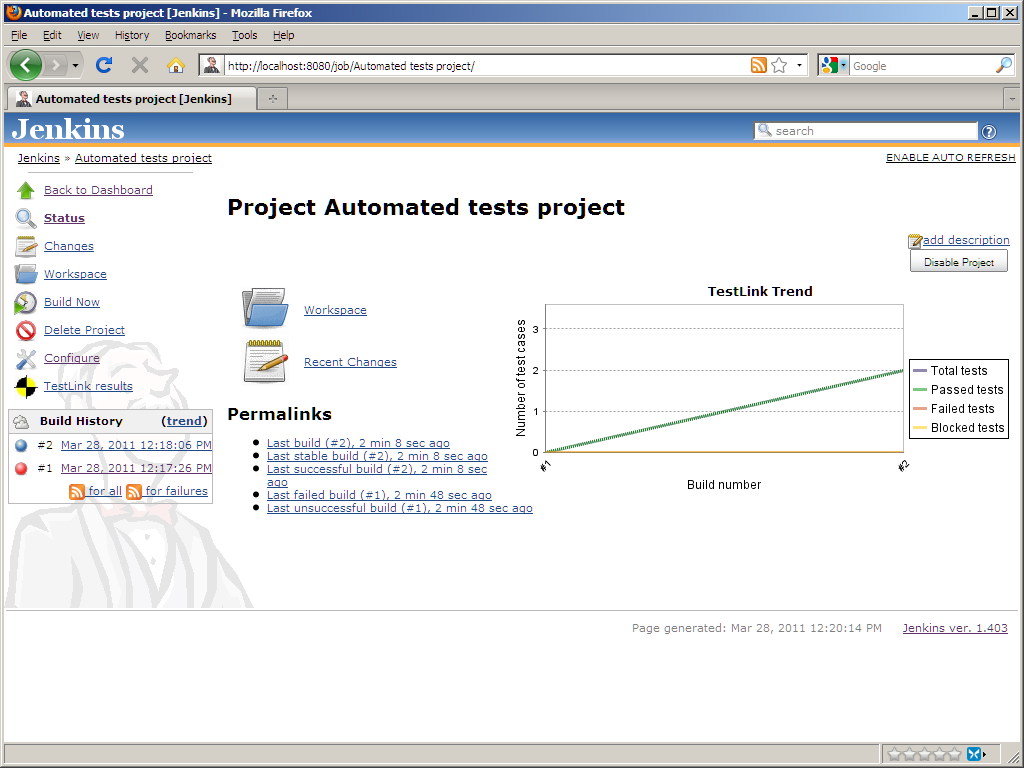 Automated tests project [Jenkins] - Mozilla Firefox
File Edit View History Bookmarks Tools Help
http://localhost:8080/job/Automated tests project/
Google
Automated tests project [Jenkins]
Jenkins
search
?
Jenkins » Automated tests project
ENABLE AUTO REFRESH
Back to Dashboard
Status
Changes
Workspace
Build Now
Delete Project
Configure
TestLink results
Build History (trend)
#2 Mar 28, 2011 12:18:06 PM
#1 Mar 28, 2011 12:17:26 PM
for all for failures
Project Automated tests project
add description
Disable Project
Workspace
Recent Changes
Permalinks
Last build (#2), 2 min 8 sec ago
Last stable build (#2), 2 min 8 sec ago
Last successful build (#2), 2 min 8 sec
ago
Last failed build (#1), 2 min 48 sec ago
Last unsuccessful build (#1), 2 min 48 sec ago
TestLink Trend
Number of test cases
3
2
1
0
#1 #2
Build number
Total tests
Passed tests
Failed tests
Blocked tests
Page generated: Mar 28, 2011 12:20:14 PM
Jenkins ver. 1.403